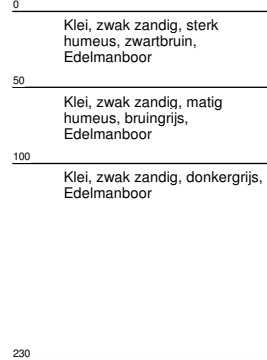 0
Klei, zwak zandig, sterk
humeus, zwartbruin,
Edelmanboor
50
Klei, zwak zandig, matig
humeus, bruingrijs,
Edelmanboor
100
Klei, zwak zandig, donkergrijs,
Edelmanboor
230